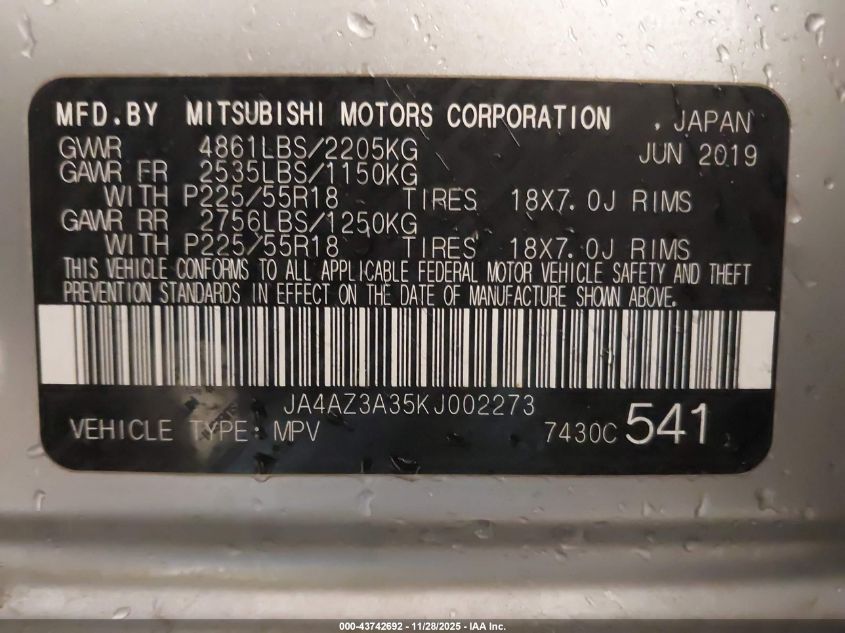 MFD.BY MITSUBISHI MOTORS CORPORATION , JAPAN
GVWR 4861LBS/2205KG JUN 2019
GAWR FR 2535LBS/1150KG
WITH P225/55R18 TIRES 18X7.0J RIMS
GAWR RR 2756LBS/1250KG
WITH P225/55R18 TIRES 18X7.0J RIMS
THIS VEHICLE CONFORMS TO ALL APPLICABLE FEDERAL MOTOR VEHICLE SAFETY AND THEFT
PREVENTION STANDARDS IN EFFECT ON THE DATE OF MANUFACTURE SHOWN ABOVE.
JA4AZ3A35KJ002273
VEHICLE TYPE: MPV 7430C 541
000-43742692 - 11/28/2025 - IAA Inc.